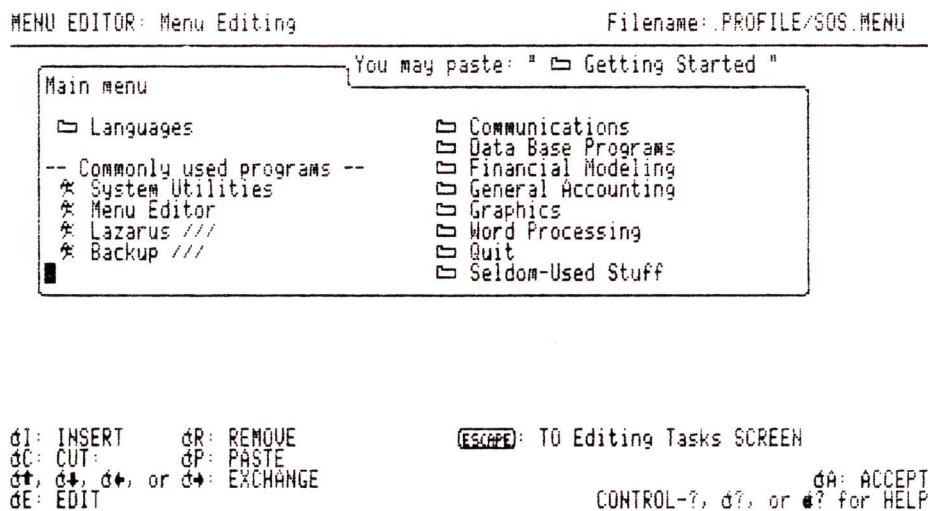 MENU EDITOR: Menu Editing Filename: .PROFILE/SOS.MENU
You may paste: " Getting Started "
Main menu
Languages
-- Commonly used programs --
System Utilities
Menu Editor
Lazarus ///
Backup ///
Communications
Data Base Programs
Financial Modeling
General Accounting
Graphics
Word Processing
Quit
Seldom-Used Stuff
I: INSERT R: REMOVE ESCAPE: TO Editing Tasks SCREEN
C: CUT: P: PASTE
↑, ↓, ←, or →: EXCHANGE A: ACCEPT
E: EDIT CONTROL-?, ?, or ? for HELP